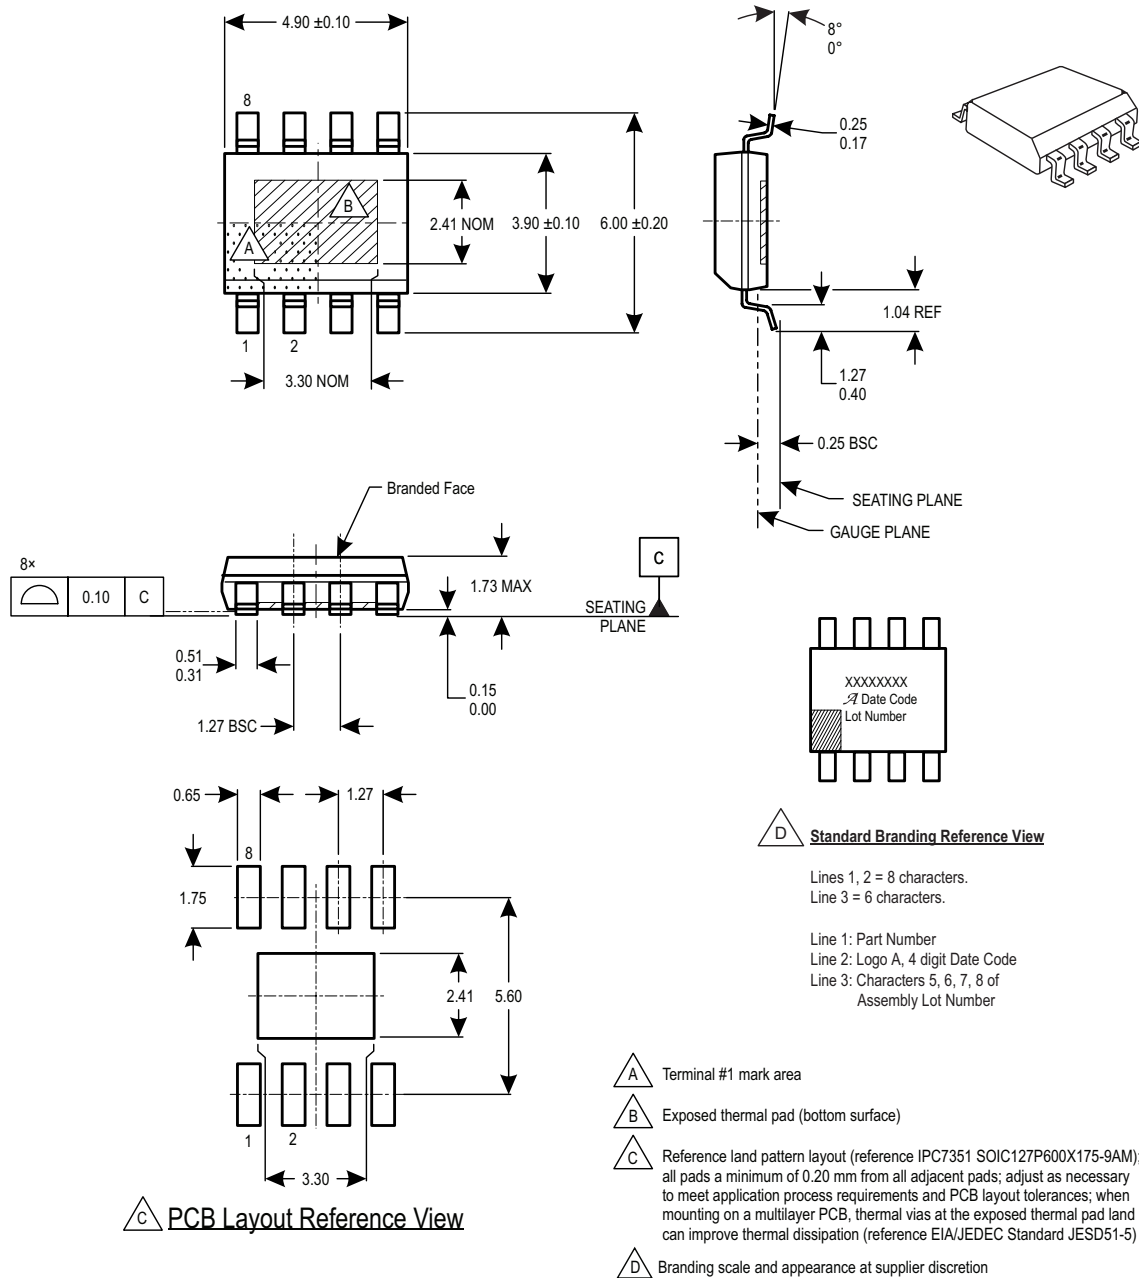 4.90 ±0.10
8
B
A
2.41 NOM
3.90 ±0.10
6.00 ±0.20
1
2
3.30 NOM
8°
0°
0.25
0.17
1.04 REF
1.27
0.40
0.25 BSC
SEATING PLANE
GAUGE PLANE
Branded Face
8×
0.10
C
1.73 MAX
C
SEATING
PLANE
0.51
0.31
0.15
0.00
1.27 BSC
XXXXXXXX
A Date Code
Lot Number
D Standard Branding Reference View
Lines 1, 2 = 8 characters.
Line 3 = 6 characters.
Line 1: Part Number
Line 2: Logo A, 4 digit Date Code
Line 3: Characters 5, 6, 7, 8 of
Assembly Lot Number
0.65
1.27
8
1.75
2.41
5.60
1
2
3.30
C PCB Layout Reference View
A Terminal #1 mark area
B Exposed thermal pad (bottom surface)
C Reference land pattern layout (reference IPC7351 SOIC127P600X175-9AM);
all pads a minimum of 0.20 mm from all adjacent pads; adjust as necessary
to meet application process requirements and PCB layout tolerances; when
mounting on a multilayer PCB, thermal vias at the exposed thermal pad land
can improve thermal dissipation (reference EIA/JEDEC Standard JESD51-5)
D Branding scale and appearance at supplier discretion